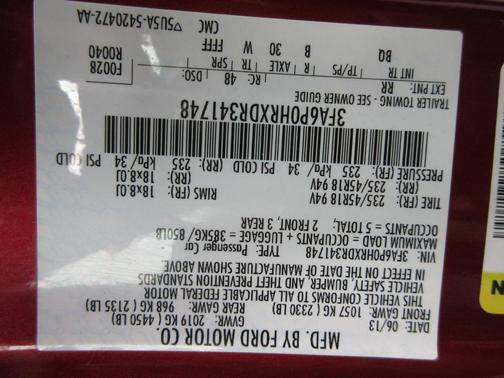 MFD. BY FORD MOTOR CO.
DATE: 06/13 GVWR: 2019 KG ( 4450 LB)
FRONT GAWR: 1057 KG ( 2330 LB) REAR GAWR: 968 KG ( 2135 LB)
THIS VEHICLE CONFORMS TO ALL APPLICABLE FEDERAL MOTOR
VEHICLE SAFETY, BUMPER, AND THEFT PREVENTION STANDARDS
IN EFFECT ON THE DATE OF MANUFACTURE SHOWN ABOVE.
VIN: 3FA6P0HRXDR341748 TYPE: Passenger Car
MAXIMUM LOAD = OCCUPANTS + LUGGAGE = 385KG/ 850LB
OCCUPANTS = 5 TOTAL: 2 FRONT, 3 REAR
TIRE 235/45R18 94V RIMS (FR): 18x8.0J
235/45R18 94V (RR): 18x8.0J
PRESSURE (FR): 235 kPa/ 34 PSI COLD (RR): 235 kPa/ 34 PSI COLD
3FA6P0HRXDR341748
TRAILER TOWING - SEE OWNER GUIDE
EXT PNT: RR RC: 48 DSO: F0028
INT TR TP/PS R AXLE TR SPR R0040
BQ B 30 W FFFF
CMC
▽5U5A-5420472-AA
N